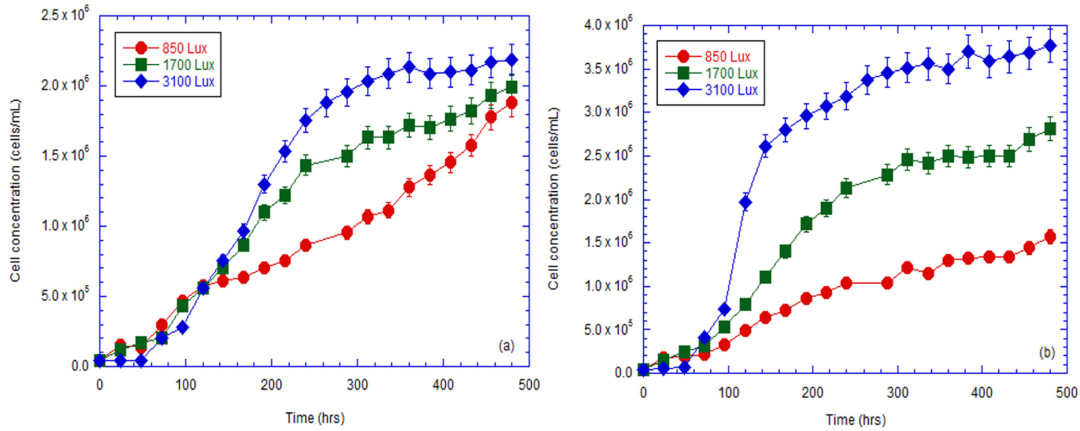 2.5 x 10⁶
2.0 x 10⁶
1.5 x 10⁶
1.0 x 10⁶
5.0 x 10⁵
0.0
Cell concentration (cells/mL)
850 Lux
1700 Lux
3100 Lux
(a)
0 100 200 300 400 500
Time (hrs)
4.0 x 10⁶
3.5 x 10⁶
3.0 x 10⁶
2.5 x 10⁶
2.0 x 10⁶
1.5 x 10⁶
1.0 x 10⁶
5.0 x 10⁵
0.0
Cell concentration (cells/mL)
850 Lux
1700 Lux
3100 Lux
(b)
0 100 200 300 400 500
Time (hrs)